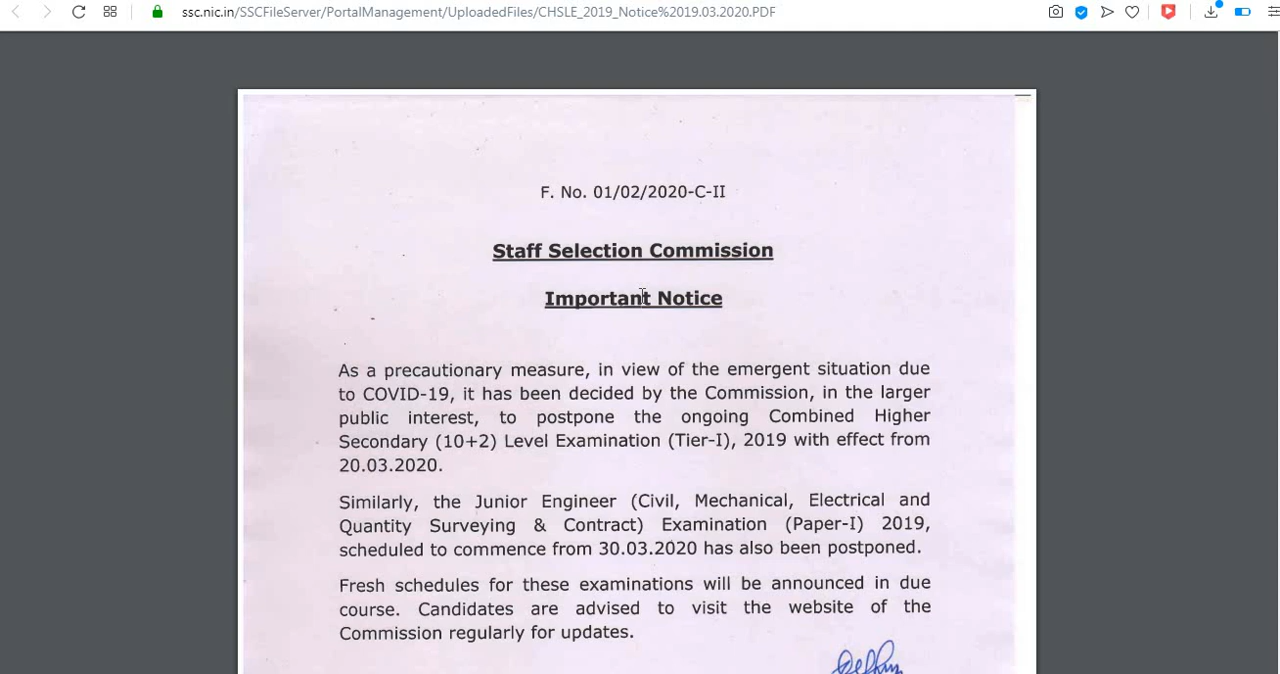 ssc.nic.in/SSCFileServer/PortalManagement/UploadedFiles/CHSLE_2019_Notice%2019.03.2020.PDF
F. No. 01/02/2020-C-II
Staff Selection Commission
Important Notice
As a precautionary measure, in view of the emergent situation due
to COVID-19, it has been decided by the Commission, in the larger
public interest, to postpone the ongoing Combined Higher
Secondary (10+2) Level Examination (Tier-I), 2019 with effect from
20.03.2020.
Similarly, the Junior Engineer (Civil, Mechanical, Electrical and
Quantity Surveying & Contract) Examination (Paper-I) 2019,
scheduled to commence from 30.03.2020 has also been postponed.
Fresh schedules for these examinations will be announced in due
course. Candidates are advised to visit the website of the
Commission regularly for updates.